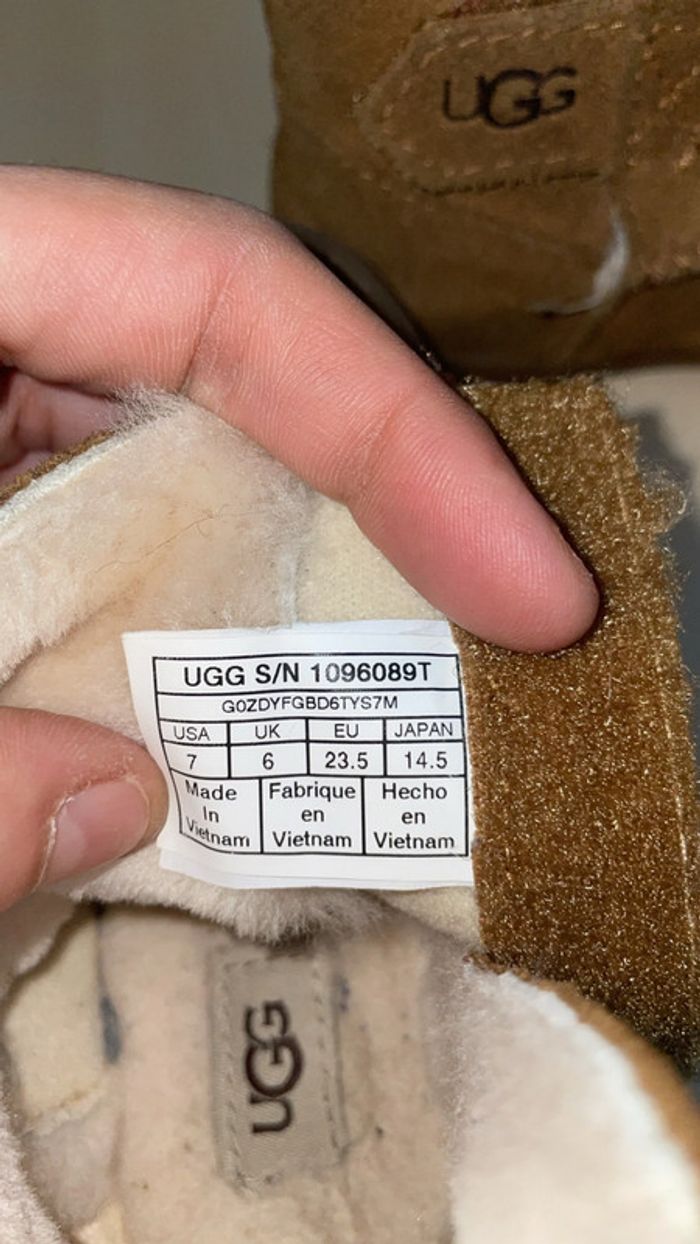 UGG
UGG S/N 1096089T
G0ZDYFGBD6TYS7M
USA UK EU JAPAN
7 6 23.5 14.5
Made Fabrique Hecho
In en en
Vietnam Vietnam Vietnam
UGG